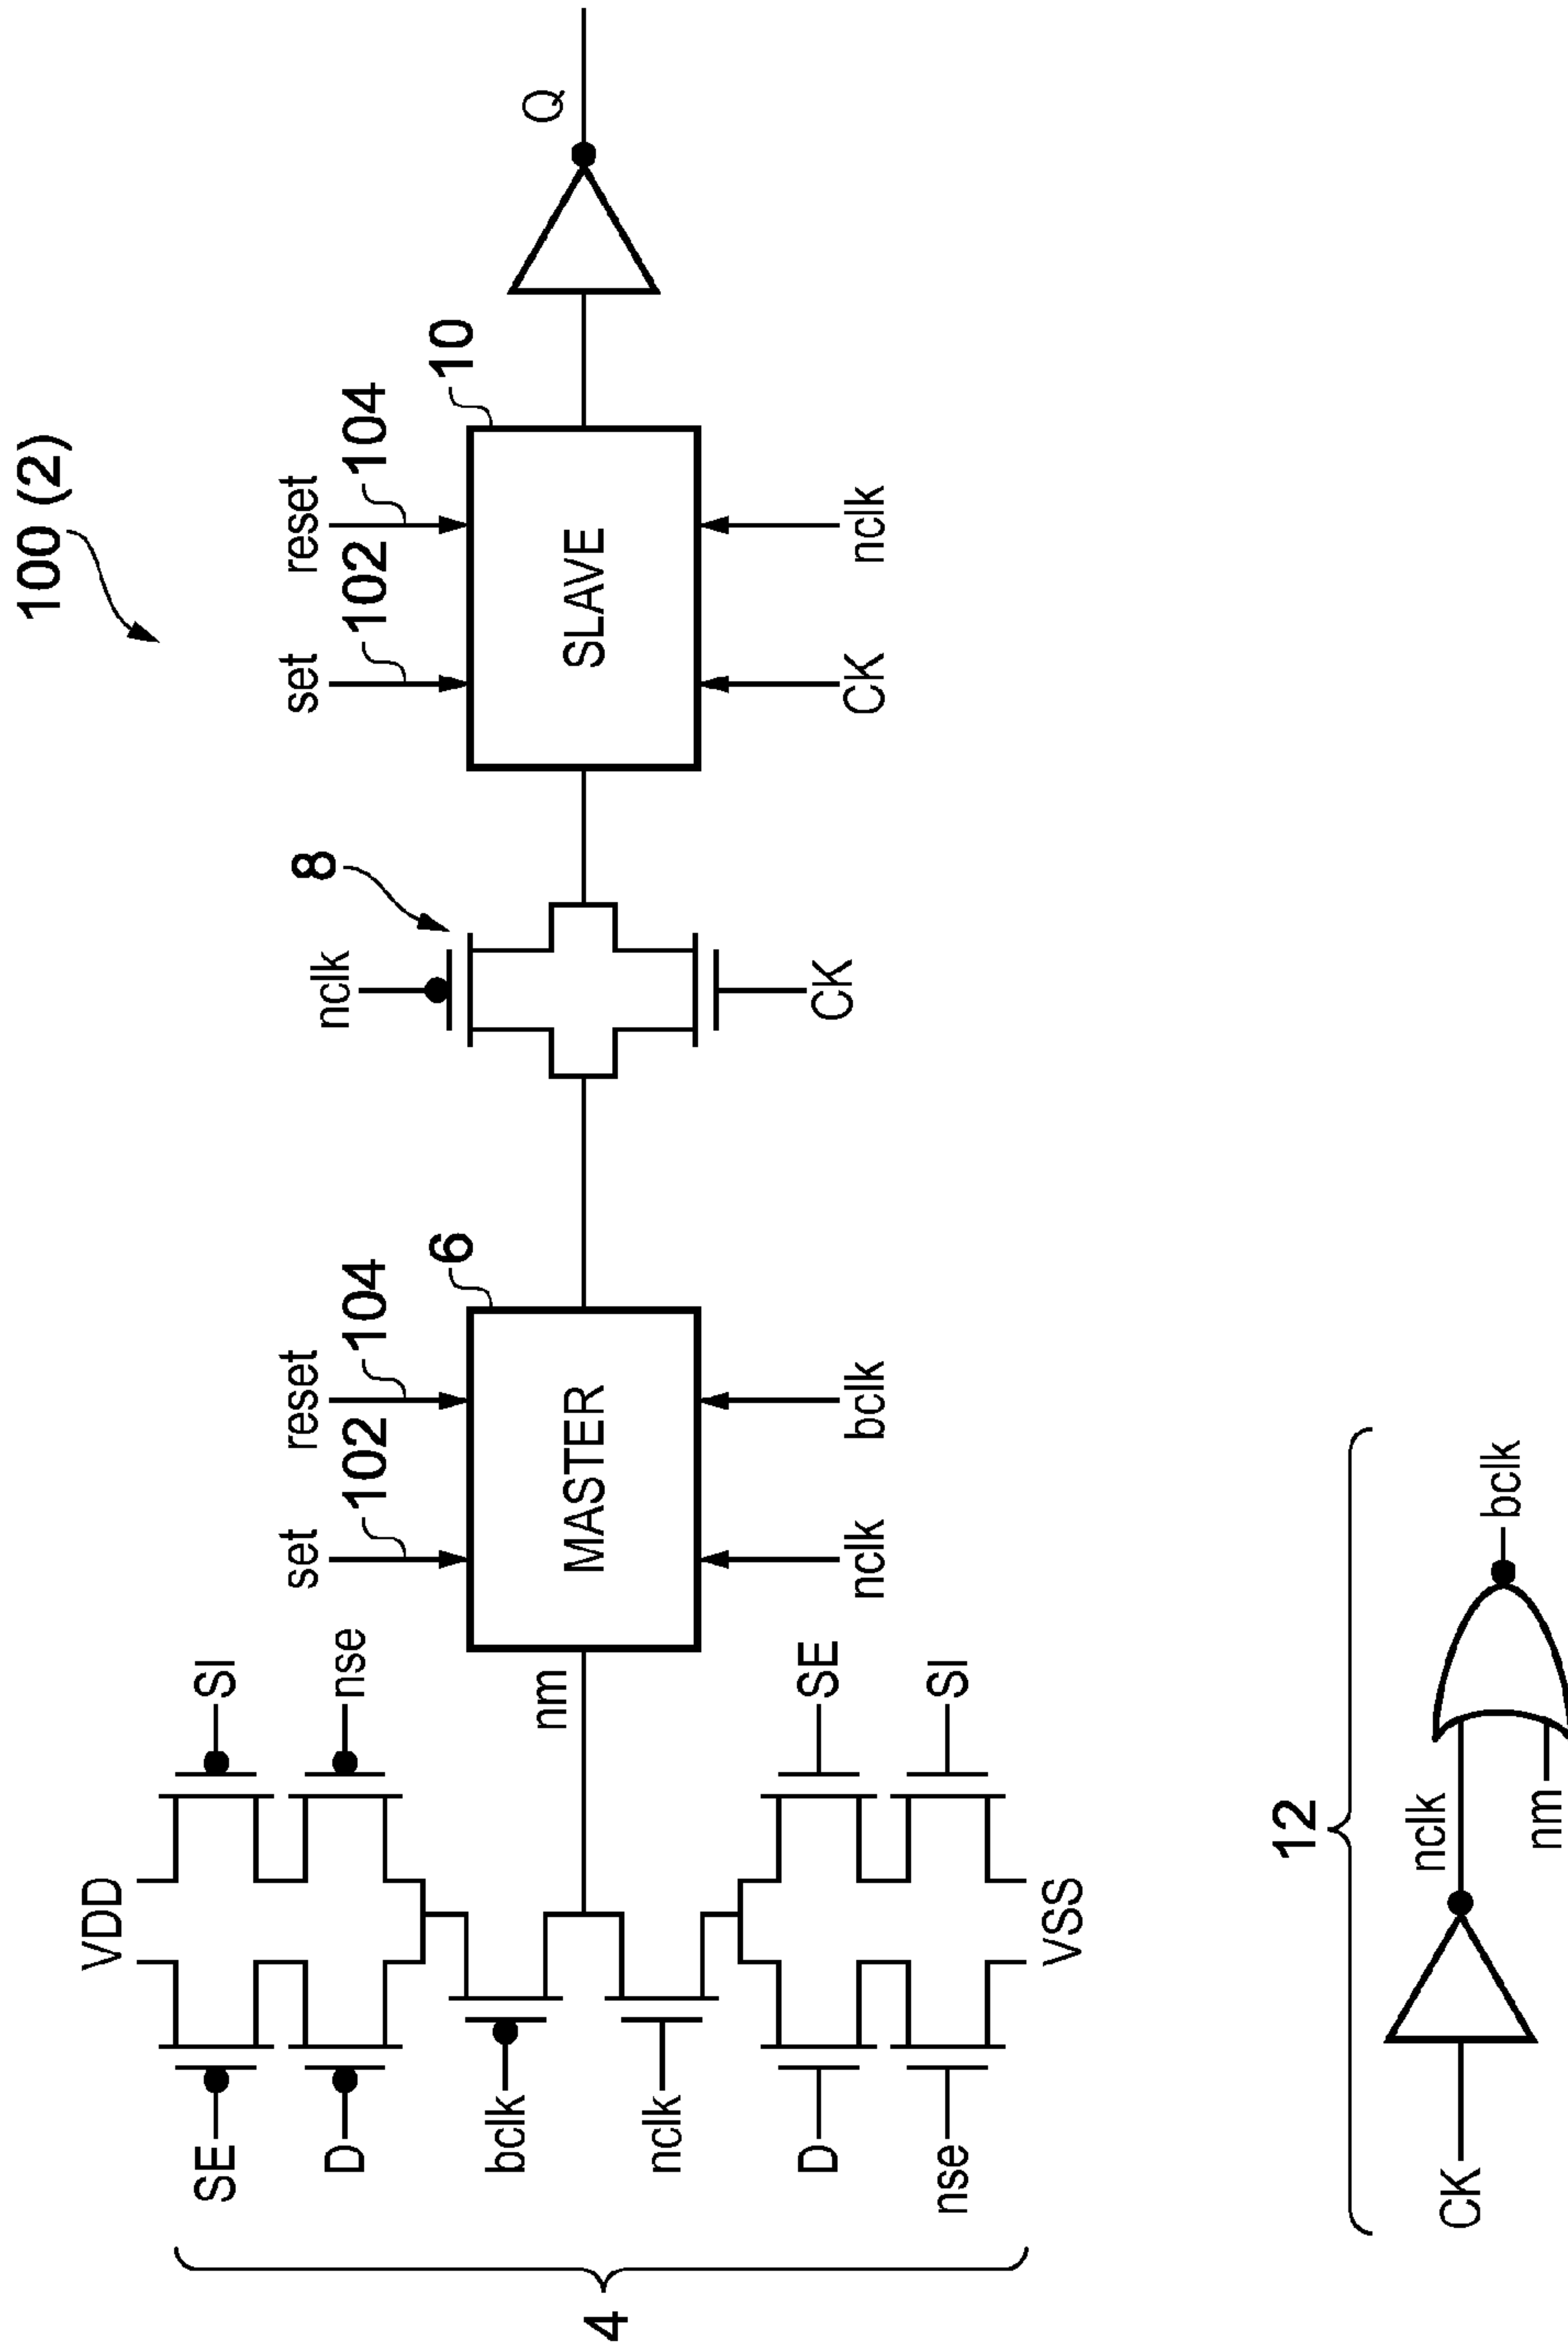 100 (2)
VDD
SE
SI
D
nse
bclk
nclk
D
SE
nse
SI
VSS
4
nm
set
102
reset
104
6
MASTER
nclk
bclk
nclk
8
CK
set
102
reset
104
10
SLAVE
CK
nclk
Q
12
CK
nclk
nm
bclk